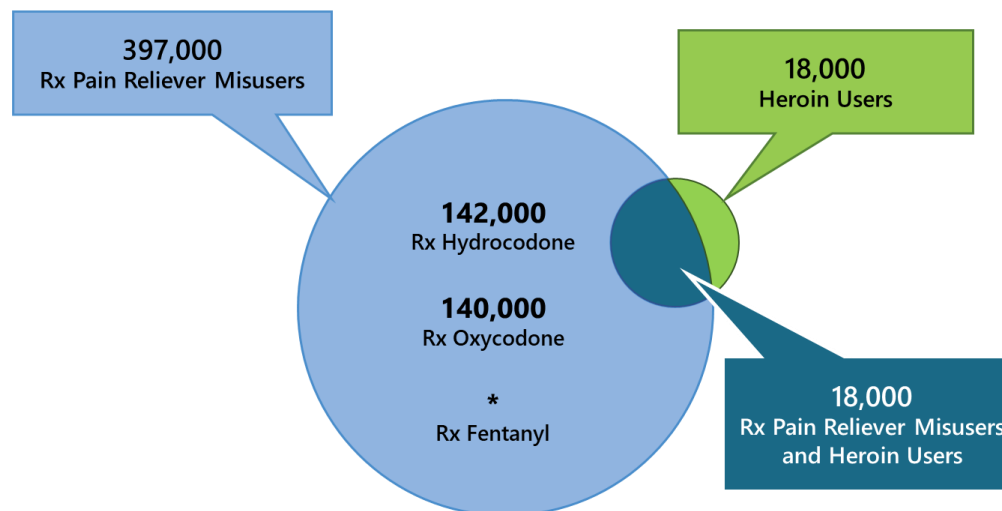 397,000
Rx Pain Reliever Misusers
18,000
Heroin Users
142,000
Rx Hydrocodone
140,000
Rx Oxycodone
*
Rx Fentanyl
18,000
Rx Pain Reliever Misusers
and Heroin Users